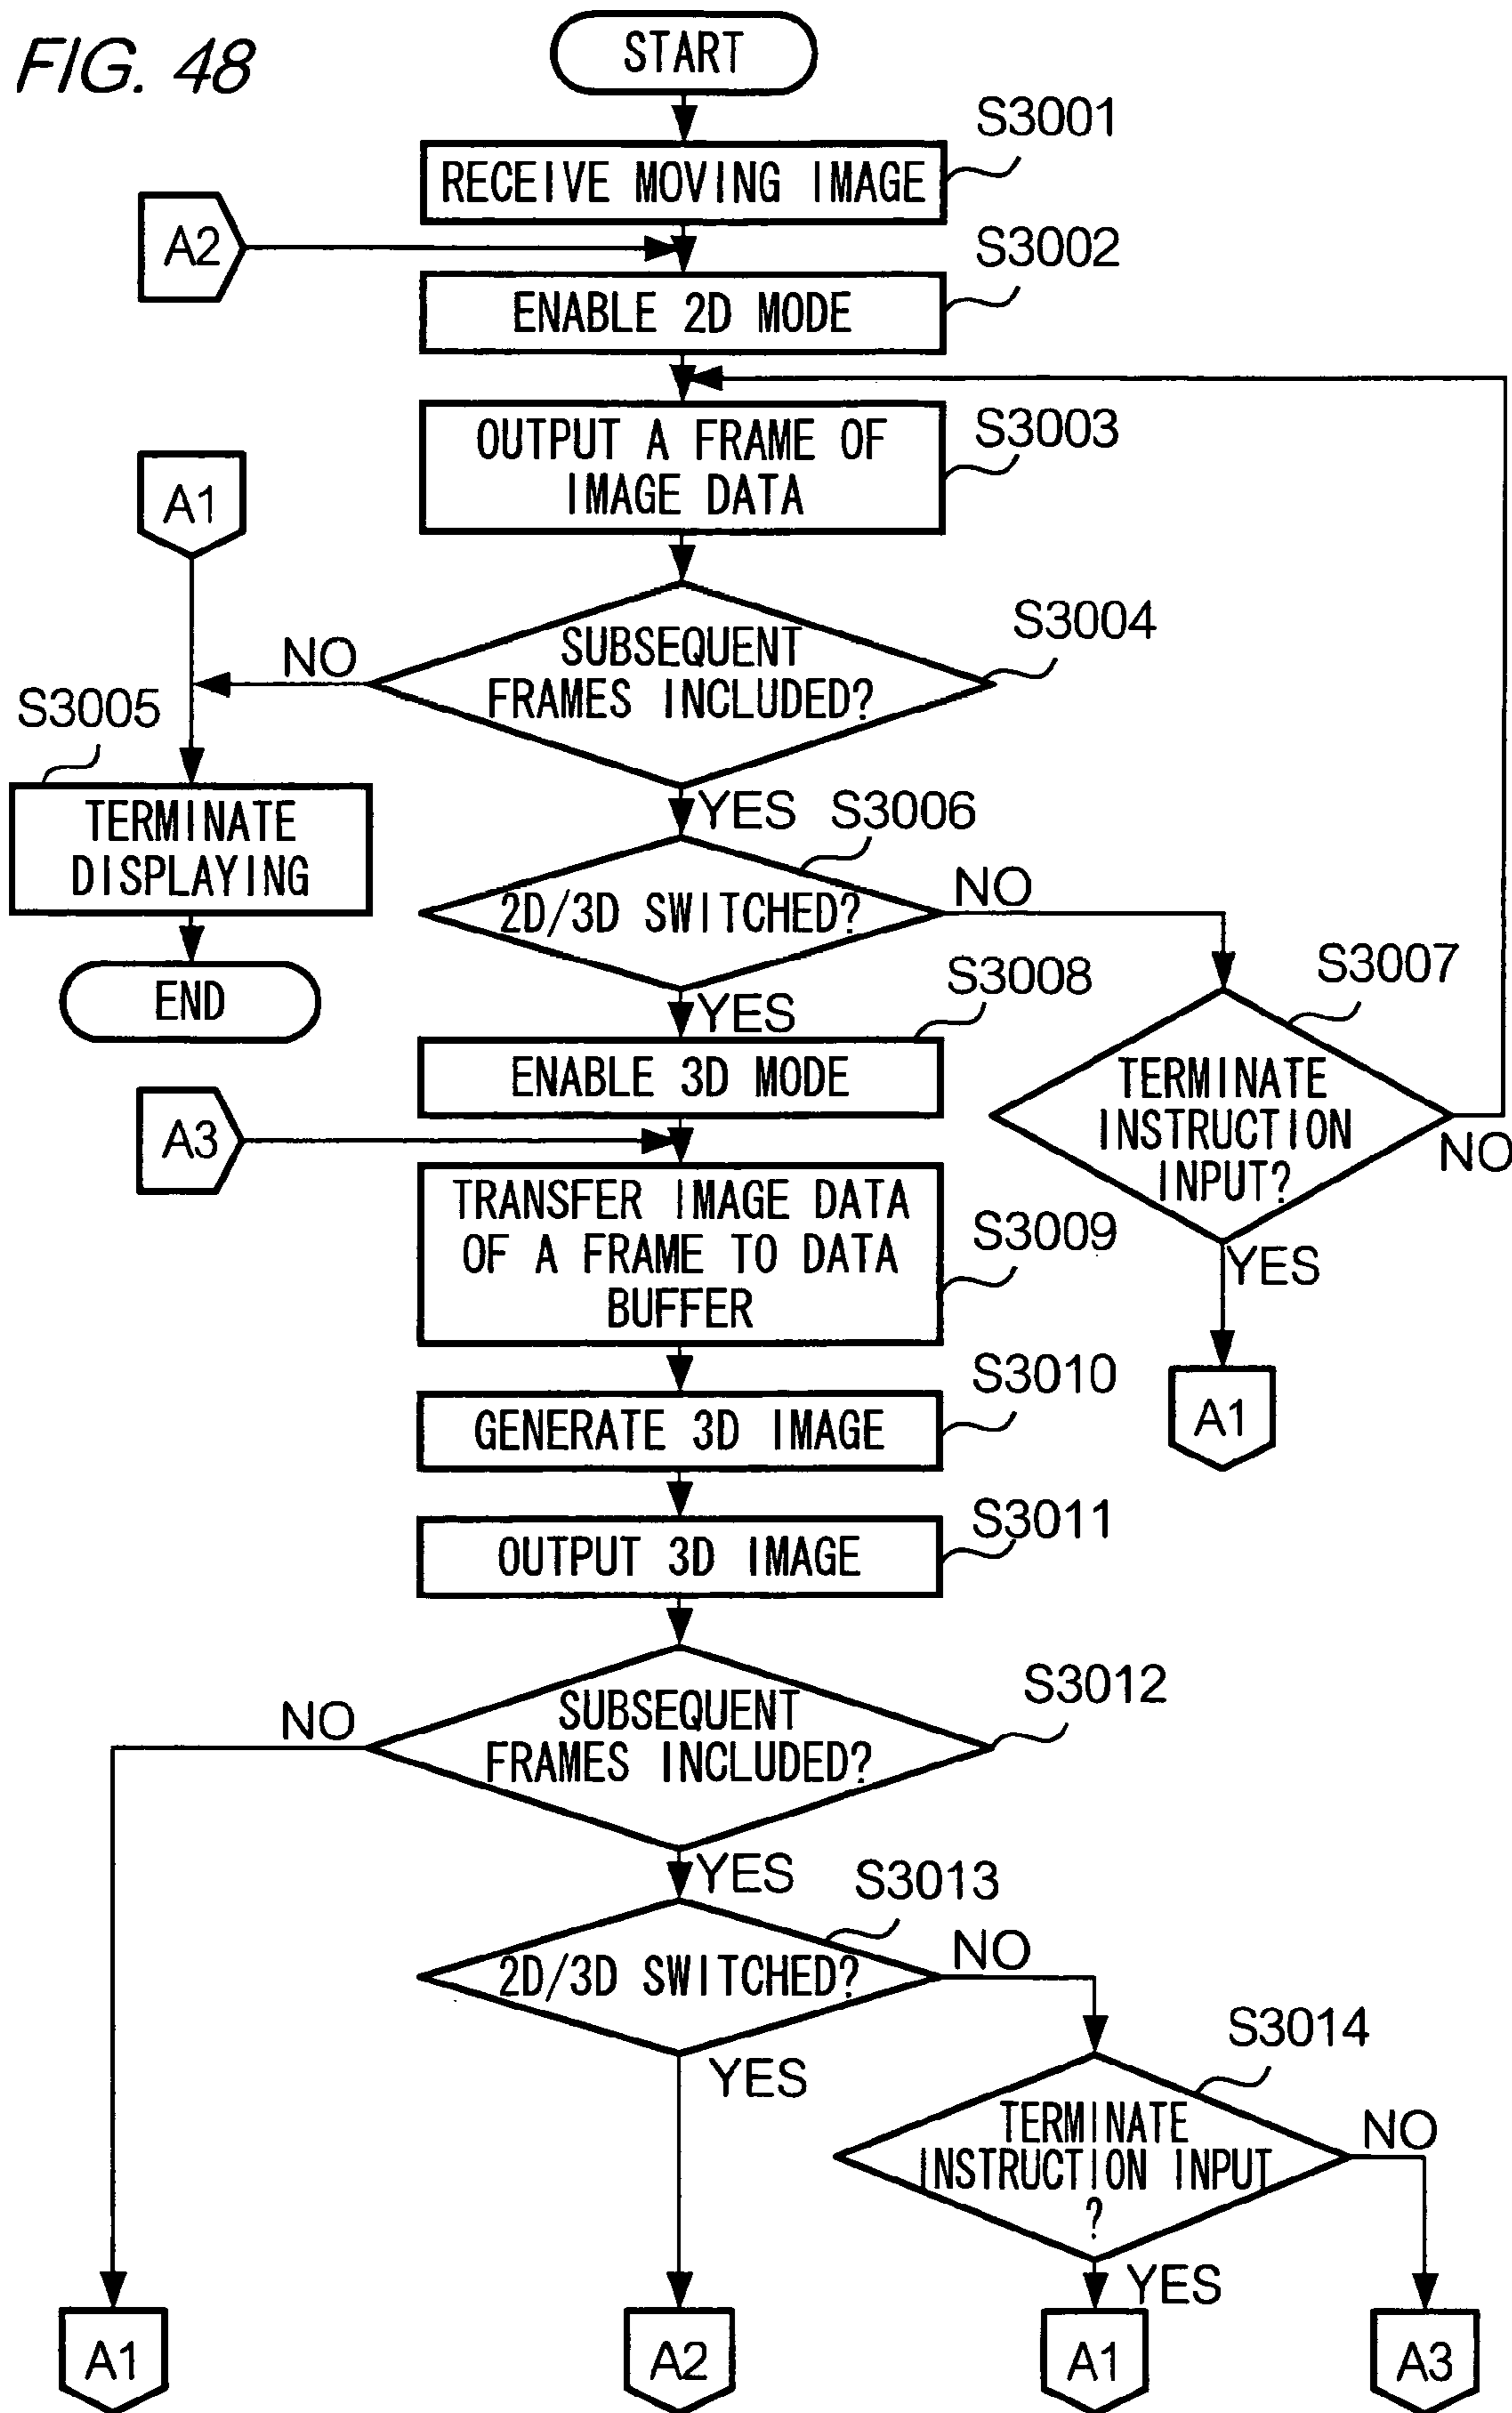 FIG. 48
START
S3001
RECEIVE MOVING IMAGE
A2
S3002
ENABLE 2D MODE
S3003
OUTPUT A FRAME OF
IMAGE DATA
A1
S3004
SUBSEQUENT
FRAMES INCLUDED?
NO
S3005
TERMINATE
DISPLAYING
END
YES
S3006
2D/3D SWITCHED?
NO
S3007
TERMINATE
INSTRUCTION
INPUT?
NO
YES
A1
YES
S3008
ENABLE 3D MODE
A3
TRANSFER IMAGE DATA
OF A FRAME TO DATA
BUFFER
S3009
S3010
GENERATE 3D IMAGE
S3011
OUTPUT 3D IMAGE
S3012
SUBSEQUENT
FRAMES INCLUDED?
NO
YES
S3013
2D/3D SWITCHED?
NO
YES
S3014
TERMINATE
INSTRUCTION INPUT
?
NO
YES
A1
A2
A1
A3